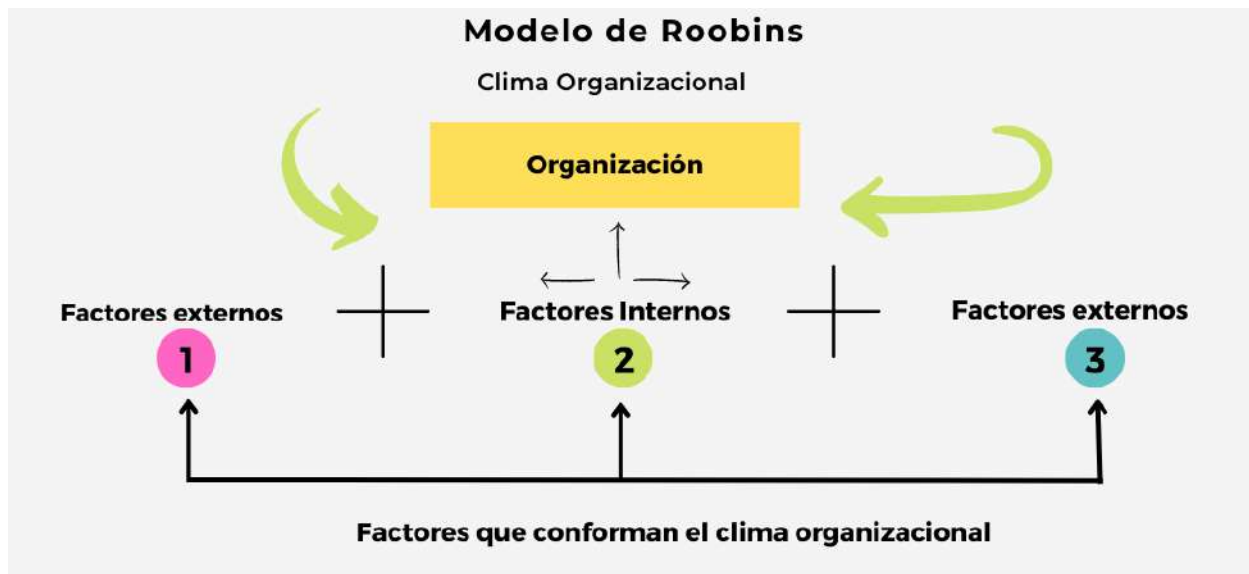 Modelo de Roobins
Clima Organizacional
Organización
Factores externos
1
Factores Internos
2
Factores externos
3
Factores que conforman el clima organizacional